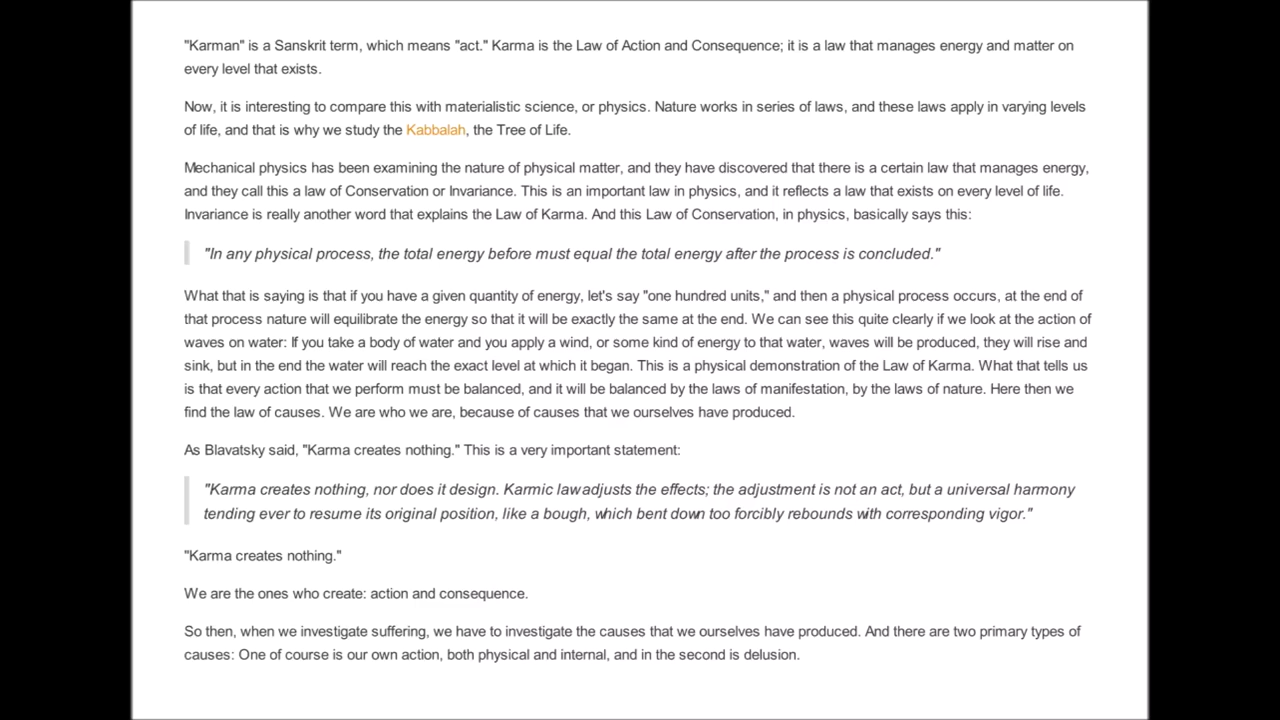 "Karman" is a Sanskrit term, which means "act." Karma is the Law of Action and Consequence; it is a law that manages energy and matter on
every level that exists.
Now, it is interesting to compare this with materialistic science, or physics. Nature works in series of laws, and these laws apply in varying levels
of life, and that is why we study the Kabbalah, the Tree of Life.
Mechanical physics has been examining the nature of physical matter, and they have discovered that there is a certain law that manages energy,
and they call this a law of Conservation or Invariance. This is an important law in physics, and it reflects a law that exists on every level of life.
Invariance is really another word that explains the Law of Karma. And this Law of Conservation, in physics, basically says this:
"In any physical process, the total energy before must equal the total energy after the process is concluded."
What that is saying is that if you have a given quantity of energy, let's say "one hundred units," and then a physical process occurs, at the end of
that process nature will equilibrate the energy so that it will be exactly the same at the end. We can see this quite clearly if we look at the action of
waves on water: If you take a body of water and you apply a wind, or some kind of energy to that water, waves will be produced, they will rise and
sink, but in the end the water will reach the exact level at which it began. This is a physical demonstration of the Law of Karma. What that tells us
is that every action that we perform must be balanced, and it will be balanced by the laws of manifestation, by the laws of nature. Here then we
find the law of causes. We are who we are, because of causes that we ourselves have produced.
As Blavatsky said, "Karma creates nothing." This is a very important statement:
"Karma creates nothing, nor does it design. Karmic law adjusts the effects; the adjustment is not an act, but a universal harmony
tending ever to resume its original position, like a bough, which bent down too forcibly rebounds with corresponding vigor."
"Karma creates nothing."
We are the ones who create: action and consequence.
So then, when we investigate suffering, we have to investigate the causes that we ourselves have produced. And there are two primary types of
causes: One of course is our own action, both physical and internal, and in the second is delusion.